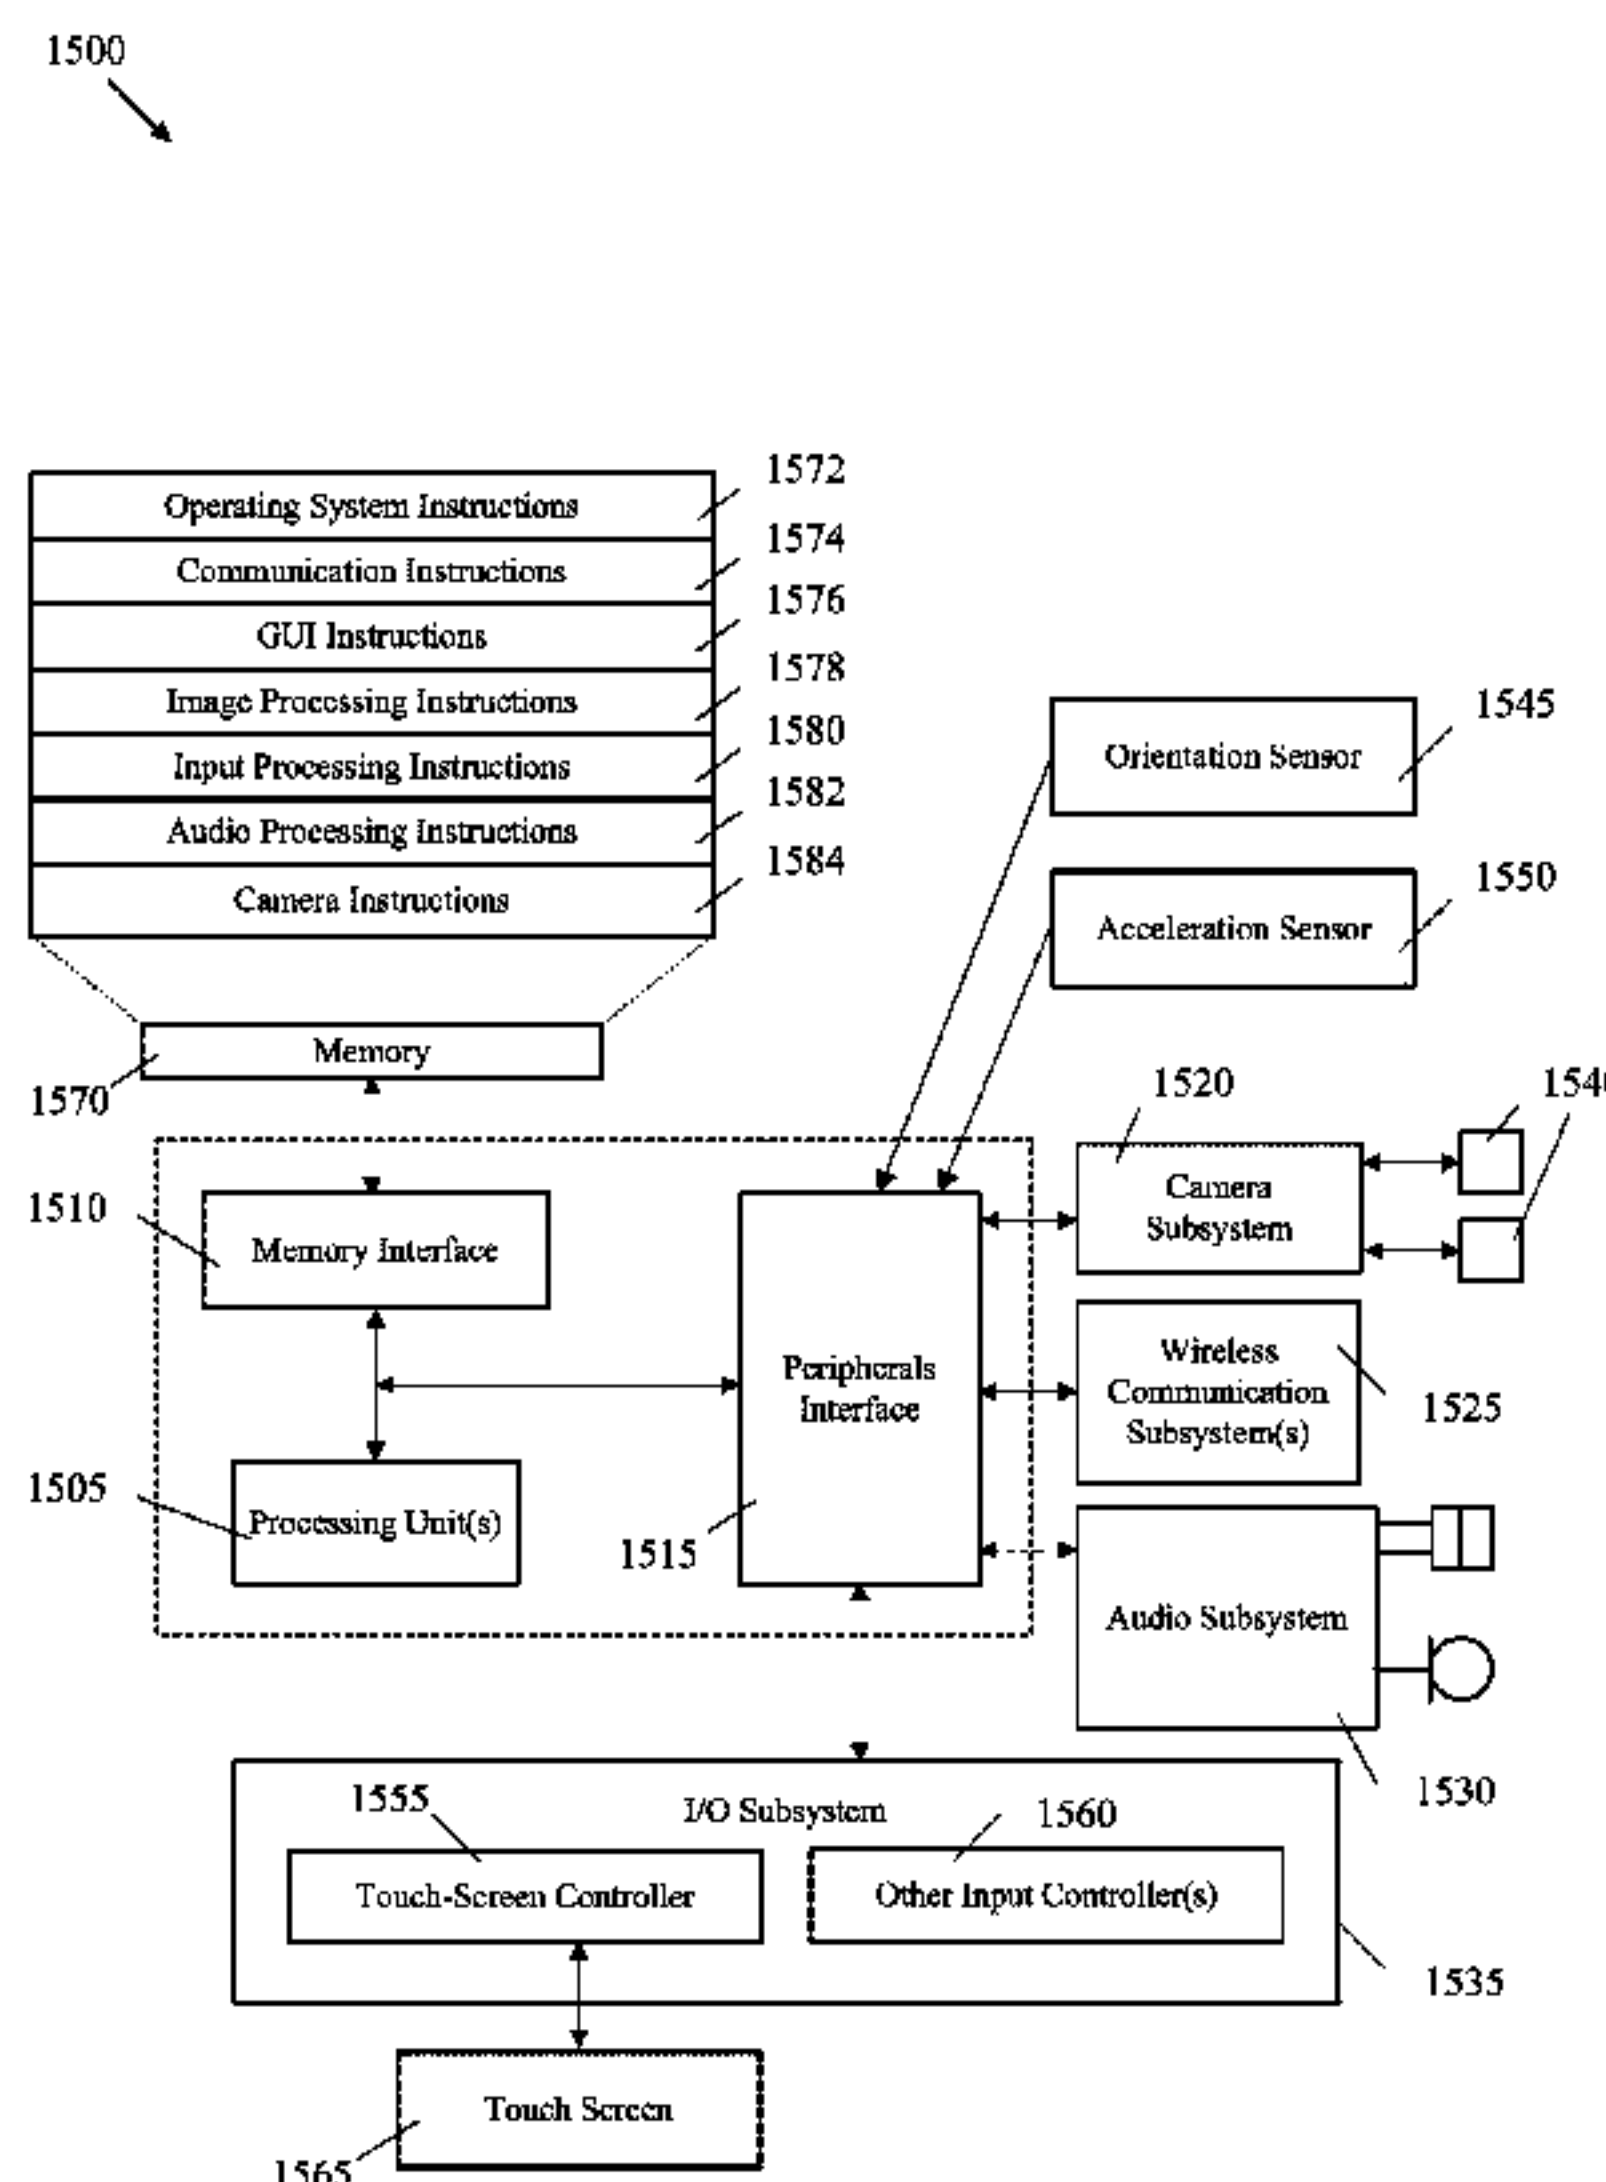 1500
Operating System Instructions
1572
Communication Instructions
1574
GUI Instructions
1576
Image Processing Instructions
1578
Input Processing Instructions
1580
Audio Processing Instructions
1582
Camera Instructions
1584
Orientation Sensor
1545
Acceleration Sensor
1550
Memory
1570
1520
Camera
Subsystem
1510
Memory Interface
Peripherals
Interface
1515
Wireless
Communication
Subsystem(s)
1525
1505
Processing Unit(s)
Audio Subsystem
1530
I/O Subsystem
1555
1560
Touch-Screen Controller
Other Input Controller(s)
1535
Touch Screen
1565